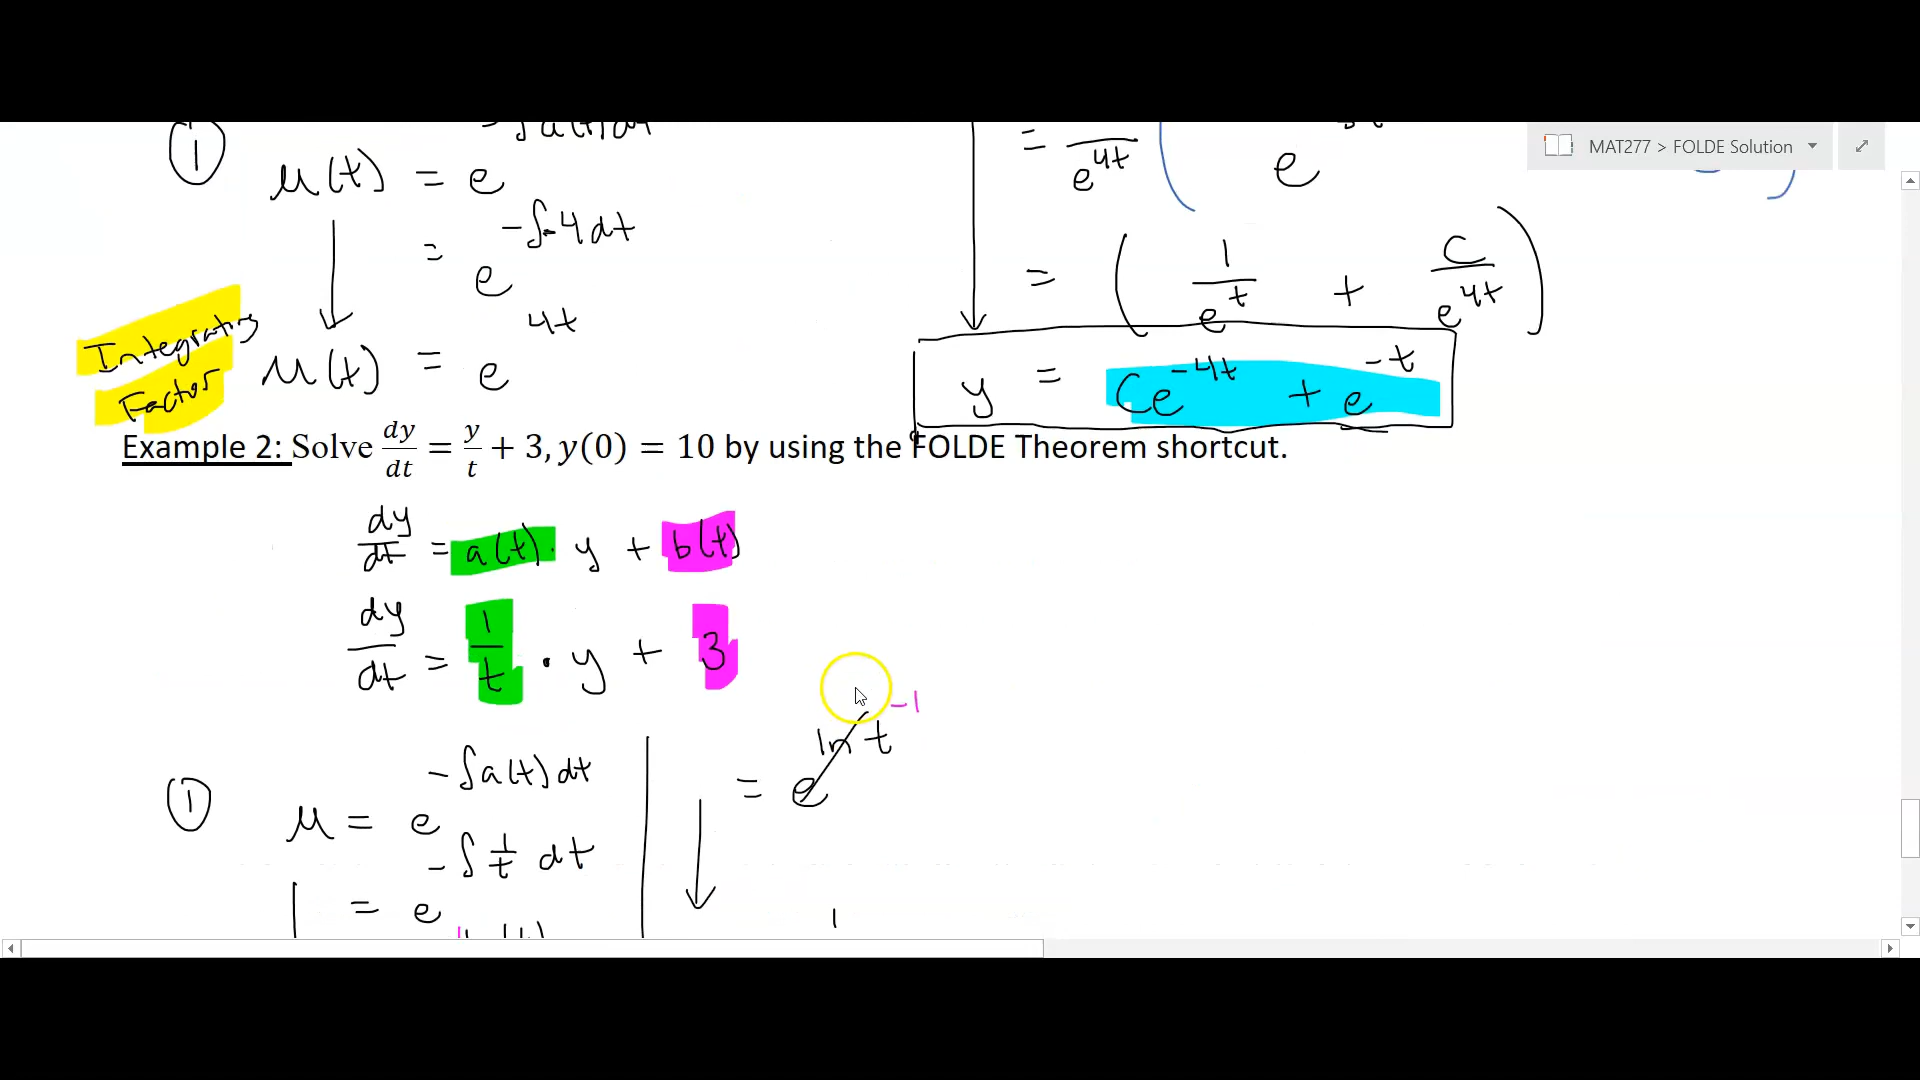 MAT277 > FOLDE Solution
① μ(t) = e^{-∫a(t)dt}
= e^{-∫-4dt}
Integrating Factor
μ(t) = e^{4t}
= 1/e^{4t} ( e^{3t}
= ( 1/e^t + C/e^{4t} )
y = Ce^{-4t} + e^{-t}
Example 2: Solve dy/dt = y/t + 3, y(0) = 10 by using the FOLDE Theorem shortcut.
dy/dt = a(t) · y + b(t)
dy/dt = 1/t · y + 3
① μ = e^{-∫a(t)dt}
= e^{-∫ 1/t dt}
= e^{ln t^{-1}}
1